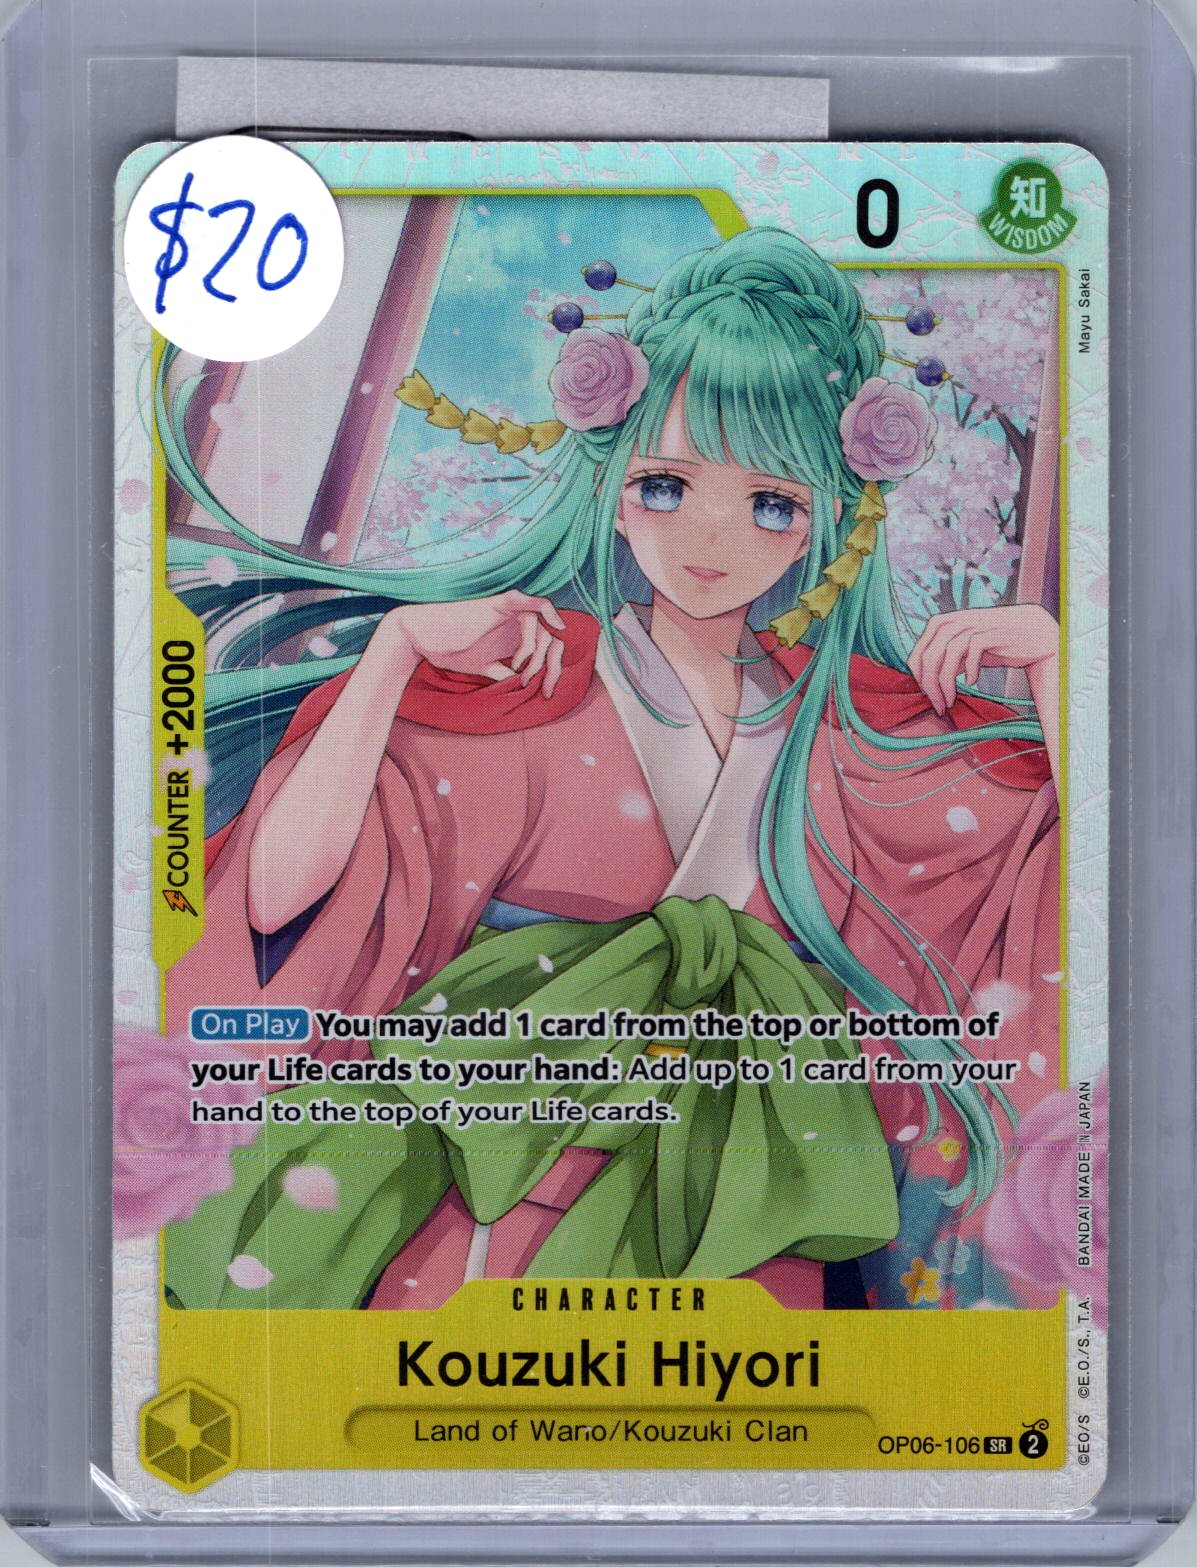 $20
0
知
WISDOM
Mayu Sakai
COUNTER +2000
On Play You may add 1 card from the top or bottom of
your Life cards to your hand: Add up to 1 card from your
hand to the top of your Life cards.
CHARACTER
Kouzuki Hiyori
Land of Wano/Kouzuki Clan
OP06-106 SR 2
©EO/S ©E.O./S., T.A. BANDAI MADE IN JAPAN